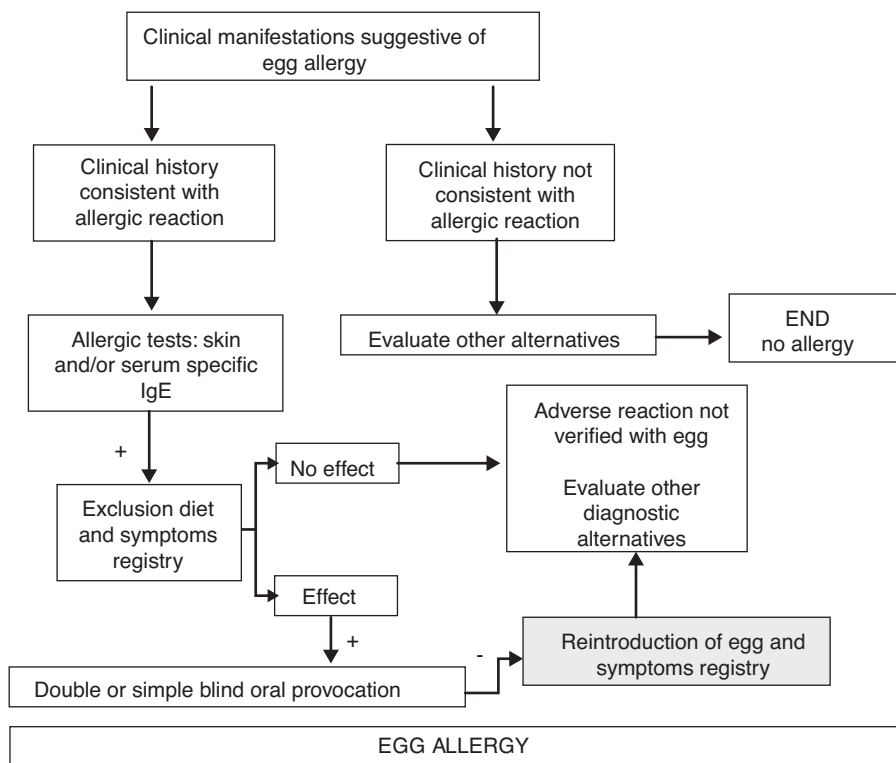 Clinical manifestations suggestive of
egg allergy
Clinical history
consistent with
allergic reaction
Clinical history not
consistent with
allergic reaction
Allergic tests: skin
and/or serum specific
IgE
Evaluate other alternatives
END
no allergy
+
No effect
Adverse reaction not
verified with egg
Evaluate other
diagnostic
alternatives
Exclusion diet
and symptoms
registry
Effect
+
-
Reintroduction of egg and
symptoms registry
Double or simple blind oral provocation
EGG ALLERGY